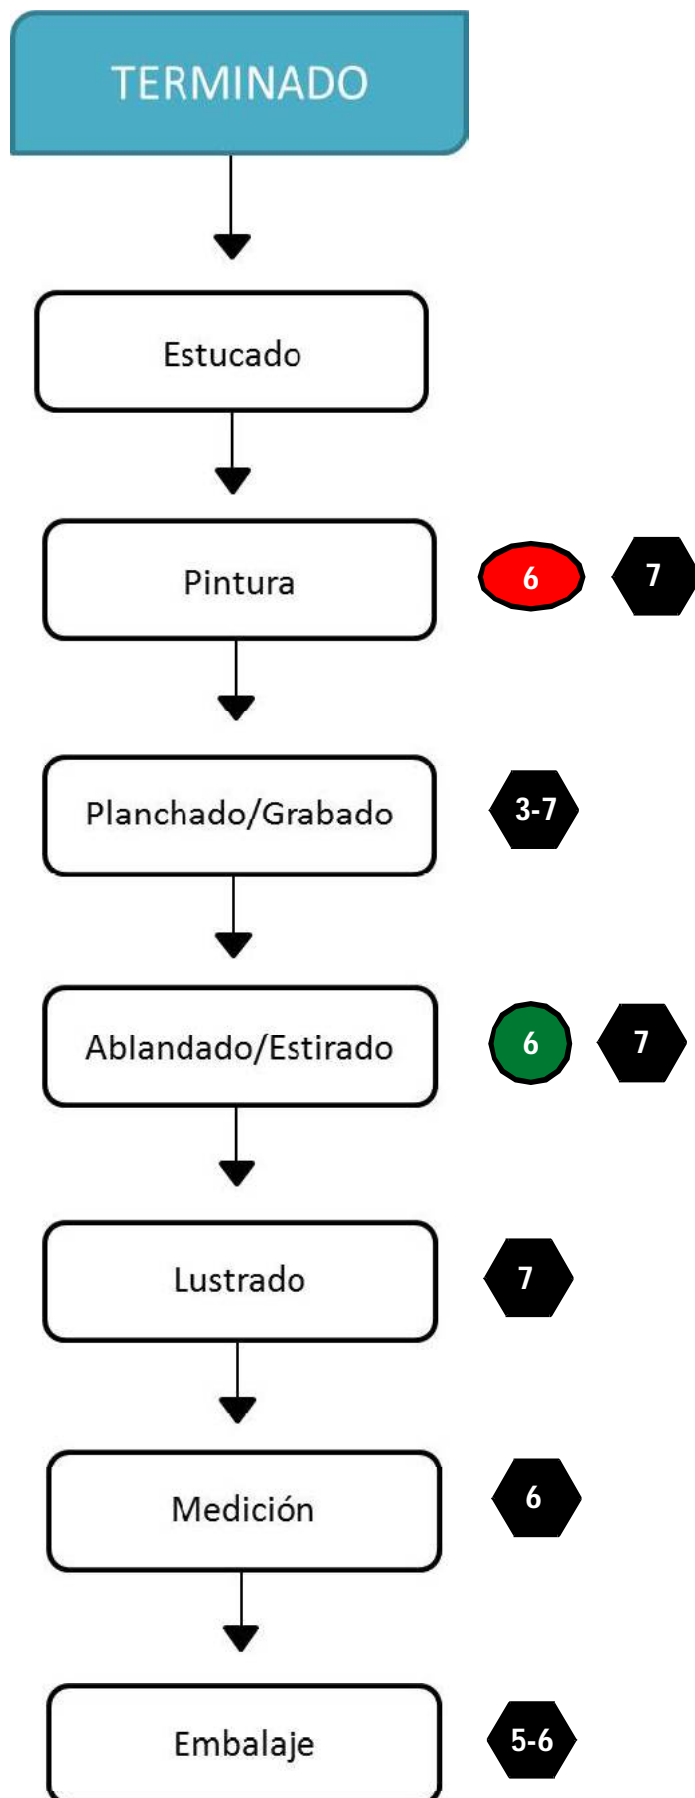 TERMINADO
Estucado
Pintura
6
7
Planchado/Grabado
3-7
Ablandado/Estirado
6
7
Lustrado
7
Medición
6
Embalaje
5-6